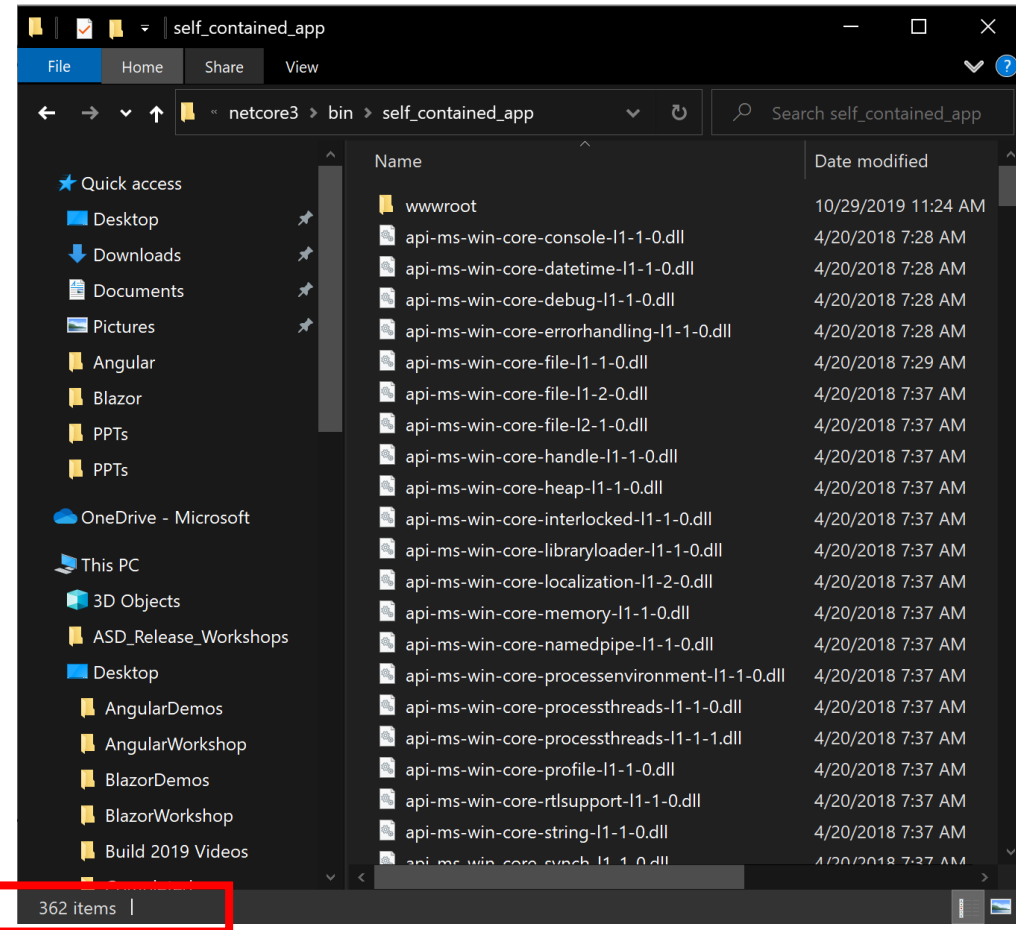 self_contained_app
File Home Share View
?
« netcore3 > bin > self_contained_app
Search self_contained_app
Name Date modified
Quick access
Desktop
Downloads
Documents
Pictures
Angular
Blazor
PPTs
PPTs
OneDrive - Microsoft
This PC
3D Objects
ASD_Release_Workshops
Desktop
AngularDemos
AngularWorkshop
BlazorDemos
BlazorWorkshop
Build 2019 Videos
wwwroot 10/29/2019 11:24 AM
api-ms-win-core-console-l1-1-0.dll 4/20/2018 7:28 AM
api-ms-win-core-datetime-l1-1-0.dll 4/20/2018 7:28 AM
api-ms-win-core-debug-l1-1-0.dll 4/20/2018 7:28 AM
api-ms-win-core-errorhandling-l1-1-0.dll 4/20/2018 7:28 AM
api-ms-win-core-file-l1-1-0.dll 4/20/2018 7:29 AM
api-ms-win-core-file-l1-2-0.dll 4/20/2018 7:37 AM
api-ms-win-core-file-l2-1-0.dll 4/20/2018 7:37 AM
api-ms-win-core-handle-l1-1-0.dll 4/20/2018 7:37 AM
api-ms-win-core-heap-l1-1-0.dll 4/20/2018 7:37 AM
api-ms-win-core-interlocked-l1-1-0.dll 4/20/2018 7:37 AM
api-ms-win-core-libraryloader-l1-1-0.dll 4/20/2018 7:37 AM
api-ms-win-core-localization-l1-2-0.dll 4/20/2018 7:37 AM
api-ms-win-core-memory-l1-1-0.dll 4/20/2018 7:37 AM
api-ms-win-core-namedpipe-l1-1-0.dll 4/20/2018 7:37 AM
api-ms-win-core-processenvironment-l1-1-0.dll 4/20/2018 7:37 AM
api-ms-win-core-processthreads-l1-1-0.dll 4/20/2018 7:37 AM
api-ms-win-core-processthreads-l1-1-1.dll 4/20/2018 7:37 AM
api-ms-win-core-profile-l1-1-0.dll 4/20/2018 7:37 AM
api-ms-win-core-rtlsupport-l1-1-0.dll 4/20/2018 7:37 AM
api-ms-win-core-string-l1-1-0.dll 4/20/2018 7:37 AM
api-ms-win-core-synch-l1-1-0.dll 4/20/2018 7:37 AM
362 items